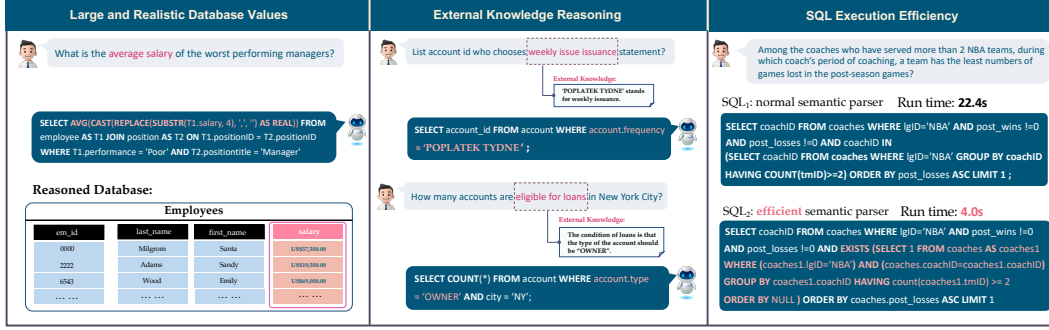 Large and Realistic Database Values
What is the average salary of the worst performing managers?
SELECT AVG(CAST(REPLACE(SUBSTR(T1.salary, 4), ',', '') AS REAL)) FROM
employee AS T1 JOIN position AS T2 ON T1.positionID = T2.positionID
WHERE T1.performance = 'Poor' AND T2.positiontitle = 'Manager'
Reasoned Database:
Employees
em_id last_name first_name salary
0000 Milgrom Santa US$57,500.00
2222 Adams Sandy US$19,500.00
6543 Wood Emily US$69,000.00
... ... ... ... ... ... ... ...
External Knowledge Reasoning
List account id who chooses weekly issue issuance statement?
External Knowledge:
'POPLATEK TYDNE' stands
for weekly issuance.
SELECT account_id FROM account WHERE account.frequency
= 'POPLATEK TYDNE' ;
How many accounts are eligible for loans in New York City?
External Knowledge:
The condition of loans is that
the type of the account should
be "OWNER".
SELECT COUNT(*) FROM account WHERE account.type
= 'OWNER' AND city = 'NY';
SQL Execution Efficiency
Among the coaches who have served more than 2 NBA teams, during
which coach's period of coaching, a team has the least numbers of
games lost in the post-season games?
SQL₁: normal semantic parser Run time: 22.4s
SELECT coachID FROM coaches WHERE lgID='NBA' AND post_wins !=0
AND post_losses !=0 AND coachID IN
(SELECT coachID FROM coaches WHERE lgID='NBA' GROUP BY coachID
HAVING COUNT(tmID)>=2) ORDER BY post_losses ASC LIMIT 1 ;
SQL₂: efficient semantic parser Run time: 4.0s
SELECT coachID FROM coaches WHERE lgID='NBA' AND post_wins !=0
AND post_losses !=0 AND EXISTS (SELECT 1 FROM coaches AS coaches1
WHERE (coaches1.lgID='NBA') AND (coaches.coachID=coaches1.coachID)
GROUP BY coaches1.coachID HAVING count(coaches1.tmID) >= 2
ORDER BY NULL ) ORDER BY coaches.post_losses ASC LIMIT 1